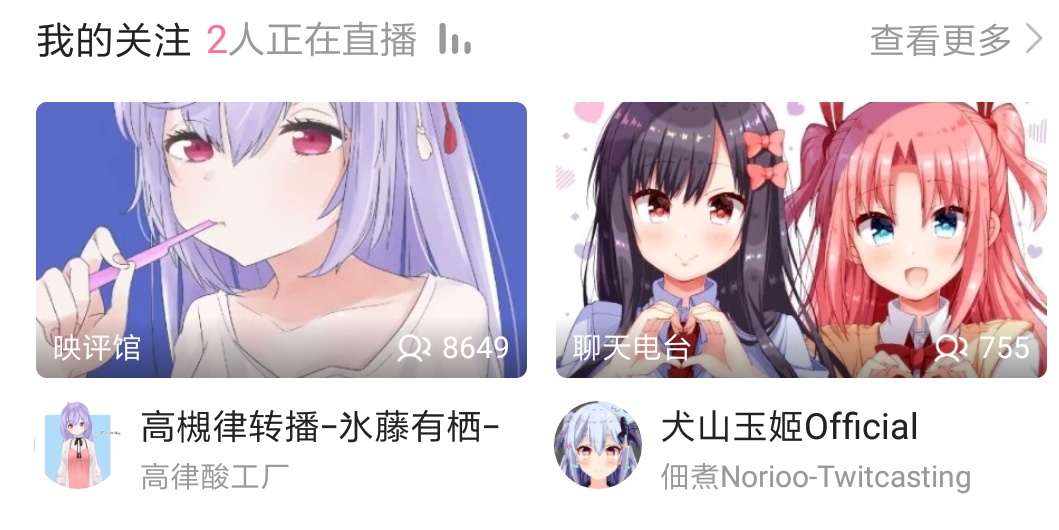 我的关注 2人正在直播 查看更多
映评馆 8649
聊天电台 755
高槻律转播-氷藤有栖-
高律酸工厂
犬山玉姬Official
佃煮Norioo-Twitcasting